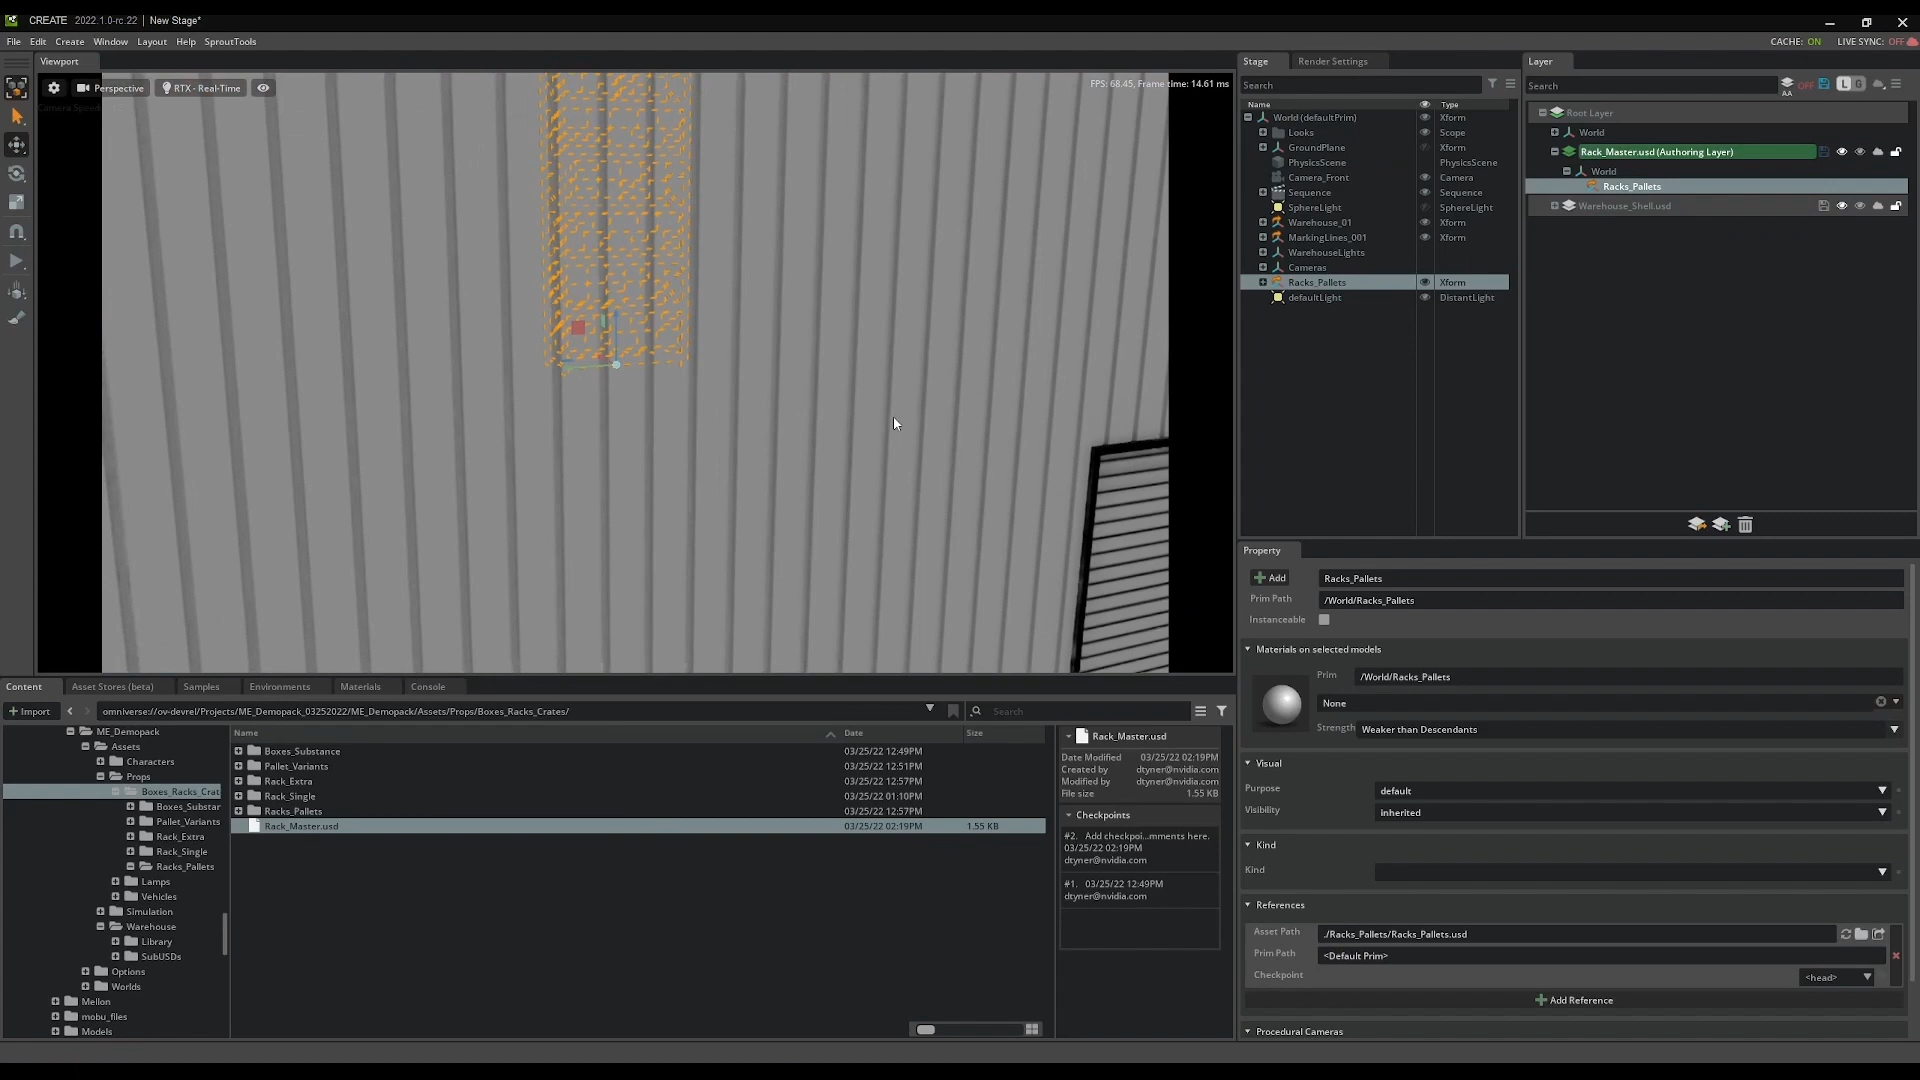 CREATE 2022.1.0-rc.22 | New Stage*
File Edit Create Window Layout Help SproutTools
CACHE: ON LIVE SYNC: OFF
Viewport
Perspective
RTX - Real-Time
FPS: 68.45, Frame time: 14.61 ms
Stage Render Settings
Search
Name Type
World (defaultPrim) Xform
Looks Scope
GroundPlane Xform
PhysicsScene PhysicsScene
Camera_Front Camera
Sequence Sequence
SphereLight SphereLight
Warehouse_01 Xform
MarkingLines_001 Xform
WarehouseLights
Cameras
Racks_Pallets Xform
defaultLight DistantLight
Layer
Search
AA OFF L G
Root Layer
World
Rack_Master.usd (Authoring Layer)
World
Racks_Pallets
Warehouse_Shell.usd
Property
Add Racks_Pallets
Prim Path /World/Racks_Pallets
Instanceable
Materials on selected models
Prim /World/Racks_Pallets
None
Strength Weaker than Descendants
Visual
Purpose default
Visibility inherited
Kind
Kind
References
Asset Path ./Racks_Pallets/Racks_Pallets.usd
Prim Path <Default Prim>
Checkpoint <head>
Add Reference
Procedural Cameras
Content Asset Stores (beta) Samples Environments Materials Console
Import omniverse://ov-devrel/Projects/ME_Demopack_03252022/ME_Demopack/Assets/Props/Boxes_Racks_Crates/ Search
ME_Demopack
Assets
Characters
Props
Boxes_Racks_Crat
Boxes_Substar
Pallet_Variants
Rack_Extra
Rack_Single
Racks_Pallets
Lamps
Vehicles
Simulation
Warehouse
Library
SubUSDs
Options
Worlds
Mellon
mobu_files
Models
Name Date Size
Boxes_Substance 03/25/22 12:49PM
Pallet_Variants 03/25/22 12:51PM
Rack_Extra 03/25/22 12:57PM
Rack_Single 03/25/22 01:10PM
Racks_Pallets 03/25/22 12:57PM
Rack_Master.usd 03/25/22 02:19PM 1.55 KB
Rack_Master.usd
Date Modified 03/25/22 02:19PM
Created by dtyner@nvidia.com
Modified by dtyner@nvidia.com
File size 1.55 KB
Checkpoints
#2. Add checkpoi...mments here.
03/25/22 02:19PM
dtyner@nvidia.com
#1. 03/25/22 12:49PM
dtyner@nvidia.com